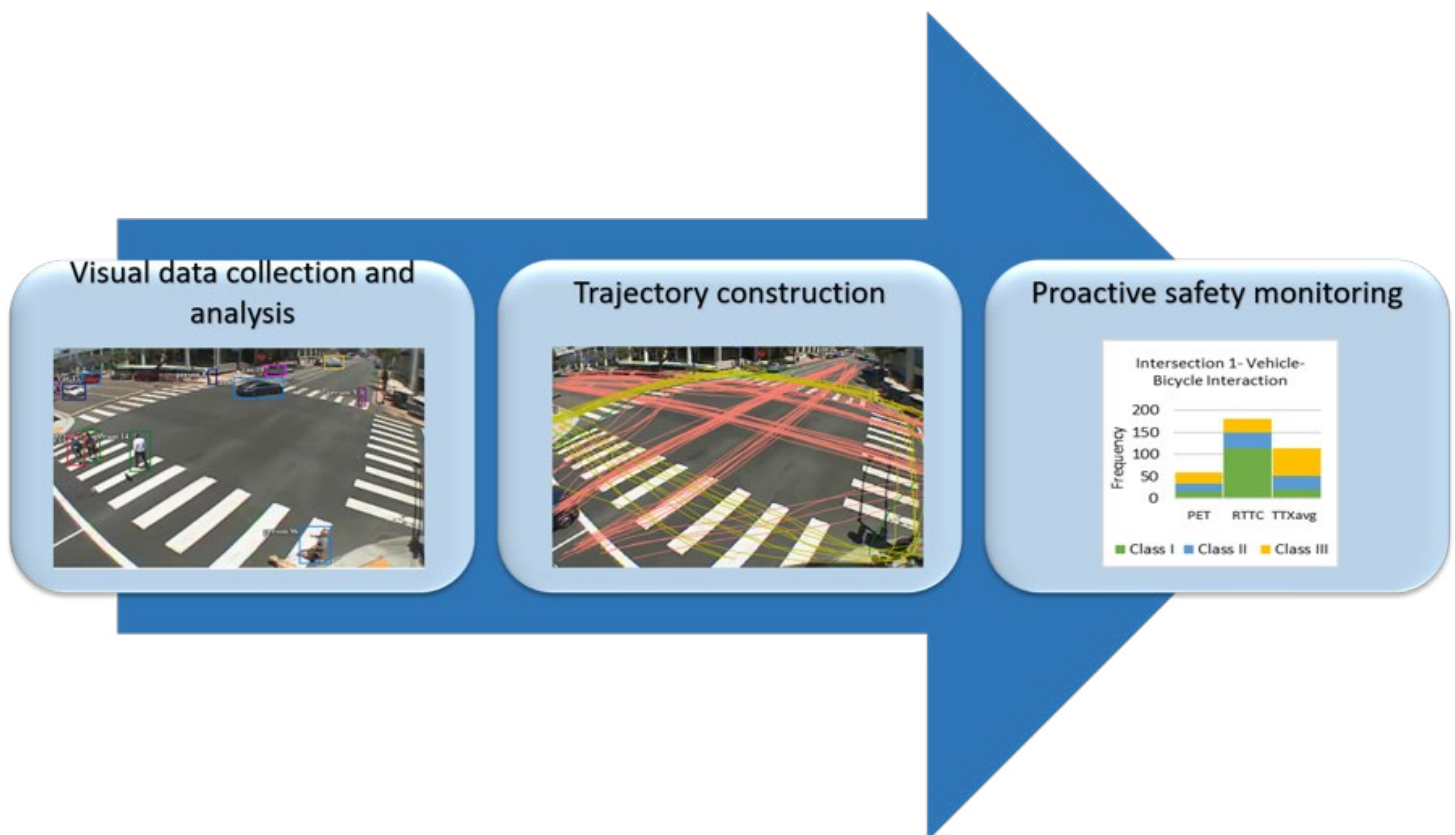 Visual data collection and
analysis
Trajectory construction
Proactive safety monitoring
Intersection 1- Vehicle-
Bicycle Interaction
200
150
100
50
0
Frequency
PET RTTC TTXavg
Class I Class II Class III